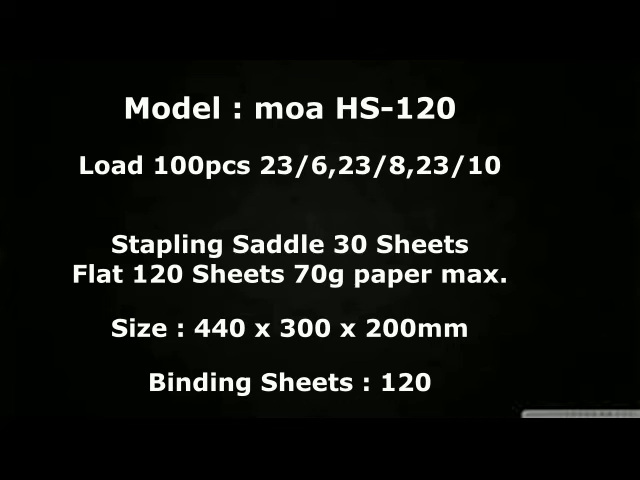 Model : moa HS-120
Load 100pcs 23/6,23/8,23/10
Stapling Saddle 30 Sheets
Flat 120 Sheets 70g paper max.
Size : 440 x 300 x 200mm
Binding Sheets : 120